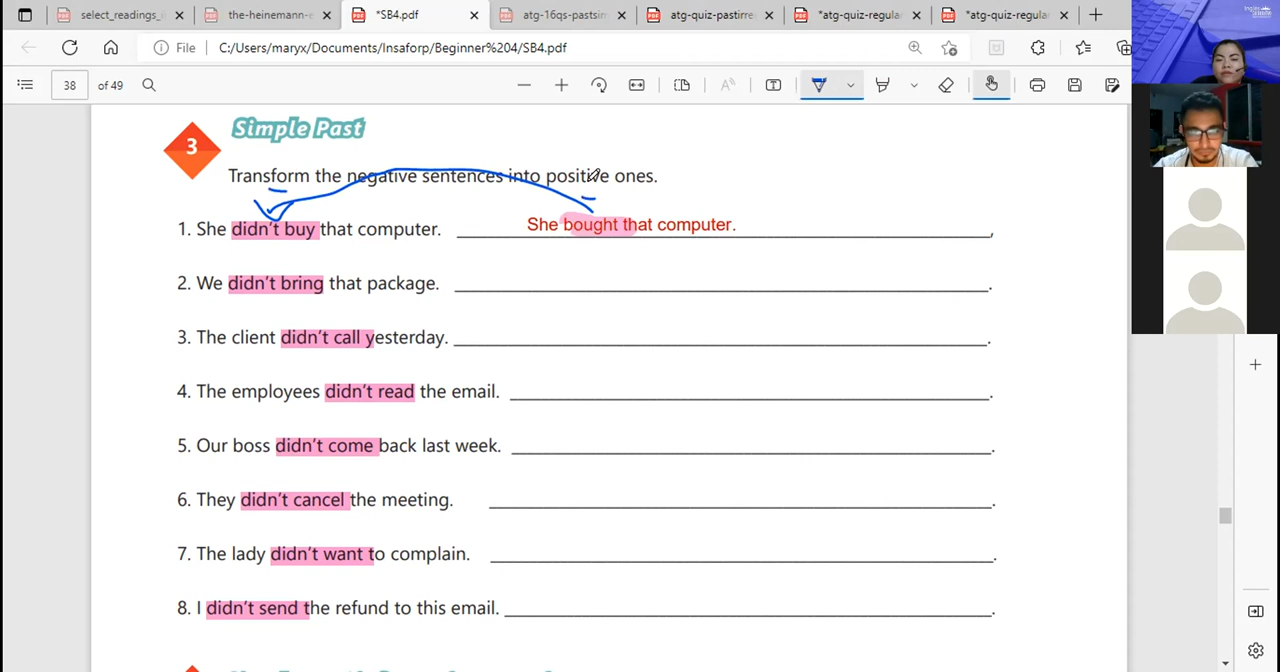 select_readings_i
the-heinemann-e
*SB4.pdf
atg-16qs-pastsin
atg-quiz-pastirre
*atg-quiz-regula
*atg-quiz-regula
File C:/Users/maryx/Documents/Insaforp/Beginner%204/SB4.pdf
38 of 49
3 Simple Past
Transform the negative sentences into positive ones.
1. She didn't buy that computer. She bought that computer.
2. We didn't bring that package. .
3. The client didn't call yesterday. .
4. The employees didn't read the email. .
5. Our boss didn't come back last week. .
6. They didn't cancel the meeting. .
7. The lady didn't want to complain. .
8. I didn't send the refund to this email. .